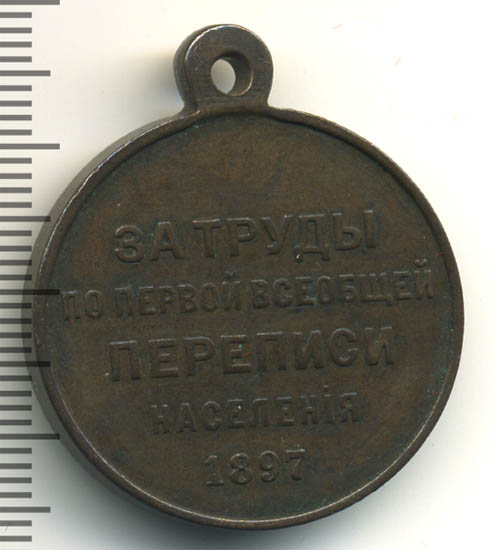 ЗА ТРУДЫ
ПО ПЕРВОЙ ВСЕОБЩЕЙ
ПЕРЕПИСИ
НАСЕЛЕНІЯ
1897